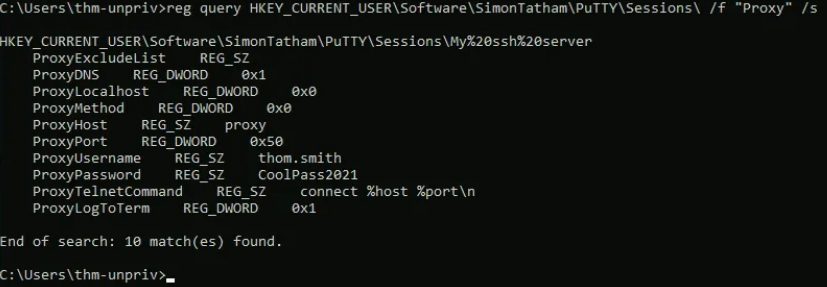 C:\Users\thm-unpriv>reg query HKEY_CURRENT_USER\Software\SimonTatham\PuTTY\Sessions\ /f "Proxy" /s
HKEY_CURRENT_USER\Software\SimonTatham\PuTTY\Sessions\My%20ssh%20server
ProxyExcludeList    REG_SZ
ProxyDNS    REG_DWORD    0x1
ProxyLocalhost    REG_DWORD    0x0
ProxyMethod    REG_DWORD    0x0
ProxyHost    REG_SZ    proxy
ProxyPort    REG_DWORD    0x50
ProxyUsername    REG_SZ    thom.smith
ProxyPassword    REG_SZ    CoolPass2021
ProxyTelnetCommand    REG_SZ    connect %host %port\n
ProxyLogToTerm    REG_DWORD    0x1
End of search: 10 match(es) found.
C:\Users\thm-unpriv>_